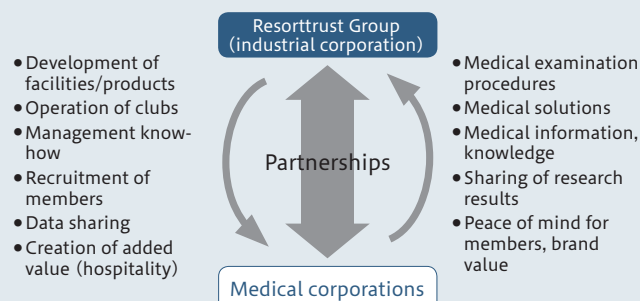 Resorttrust Group
(industrial corporation)
• Development of
facilities/products
• Operation of clubs
• Management know-
how
• Recruitment of
members
• Data sharing
• Creation of added
value (hospitality)
Partnerships
• Medical examination
procedures
• Medical solutions
• Medical information,
knowledge
• Sharing of research
results
• Peace of mind for
members, brand
value
Medical corporations